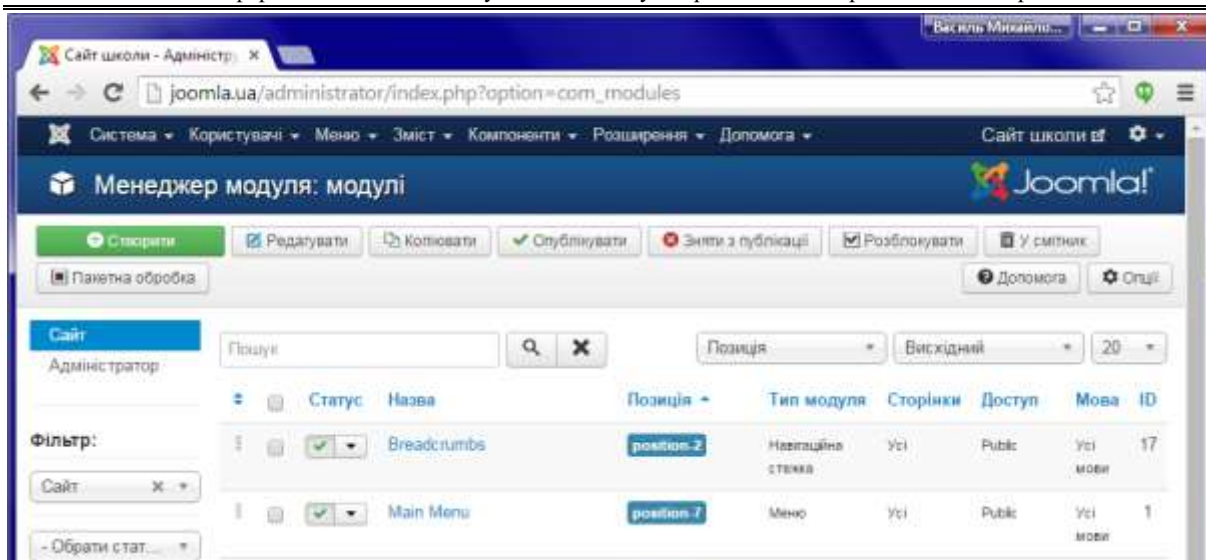 Василь Михайло...
Сайт школи - Адміністр
joomla.ua/administrator/index.php?option=com_modules
Система Користувачі Меню Зміст Компоненти Розширення Допомога Сайт школи
Менеджер модуля: модулі Joomla!
Створити Редагувати Копіювати Опублікувати Зняти з публікації Розблокувати У смітник
Пакетна обробка Допомога Опції
Сайт
Адміністратор
Пошук Позиція Висхідний 20
Статус Назва Позиція Тип модуля Сторінки Доступ Мова ID
Фільтр:
Breadcrumbs position-2 Навігаційна стежка Усі Public Усі мови 17
Сайт
Main Menu position-7 Меню Усі Public Усі мови 1
- Обрати стат...